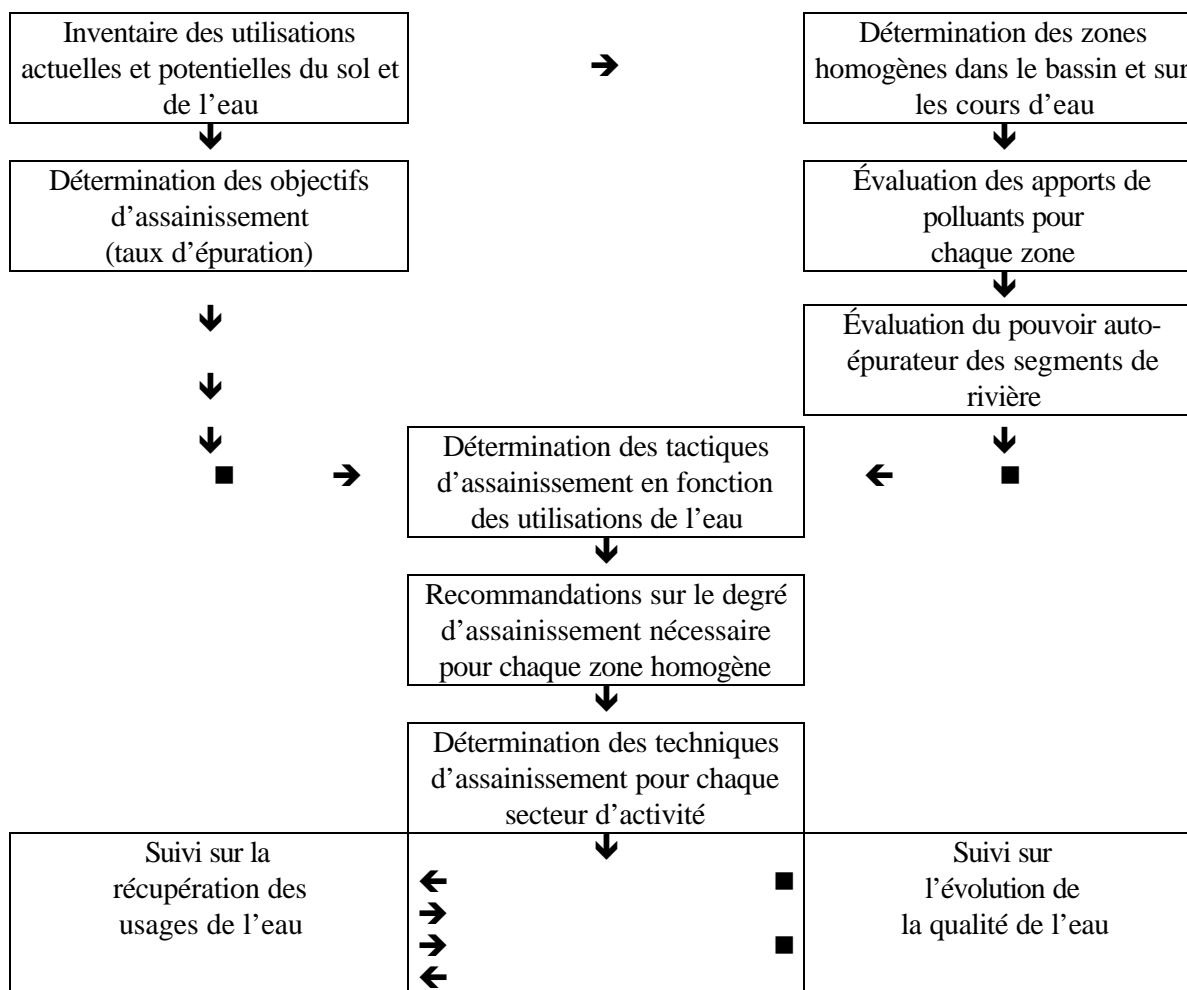 Inventaire des utilisations
actuelles et potentielles du sol et
de l’eau
Détermination des zones
homogènes dans le bassin et sur
les cours d’eau
Détermination des objectifs
d’assainissement
(taux d’épuration)
Évaluation des apports de
polluants pour
chaque zone
Évaluation du pouvoir auto-
épurateur des segments de
rivière
Détermination des tactiques
d’assainissement en fonction
des utilisations de l’eau
Recommandations sur le degré
d’assainissement nécessaire
pour chaque zone homogène
Détermination des techniques
d’assainissement pour chaque
secteur d’activité
Suivi sur la
récupération des
usages de l’eau
Suivi sur
l’évolution de
la qualité de l’eau